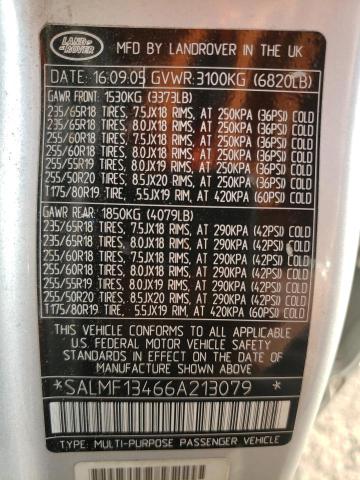 LAND ROVER
MFD BY LANDROVER IN THE UK
DATE: 16.09.05 GVWR:3100KG (6820LB)
GAWR FRONT: 1530KG (3373LB)
235/65R18 TIRES, 7.5JX18 RIMS, AT 250KPA (36PSI) COLD
235/65R18 TIRES, 8.0JX18 RIMS, AT 250KPA (36PSI) COLD
255/60R18 TIRES, 7.5JX18 RIMS, AT 250KPA (36PSI) COLD
255/60R18 TIRES, 8.0JX18 RIMS, AT 250KPA (36PSI) COLD
255/55R19 TIRES, 8.0JX19 RIMS, AT 250KPA (36PSI) COLD
255/50R20 TIRES, 8.5JX20 RIMS, AT 250KPA (36PSI) COLD
T175/80R19 TIRE, 5.5JX19 RIM, AT 420KPA (60PSI) COLD
GAWR REAR: 1850KG (4079LB)
235/65R18 TIRES, 7.5JX18 RIMS, AT 290KPA (42PSI) COLD
235/65R18 TIRES, 8.0JX18 RIMS, AT 290KPA (42PSI) COLD
255/60R18 TIRES, 7.5JX18 RIMS, AT 290KPA (42PSI) COLD
255/60R18 TIRES, 8.0JX18 RIMS, AT 290KPA (42PSI) COLD
255/55R19 TIRES, 8.0JX19 RIMS, AT 290KPA (42PSI) COLD
255/50R20 TIRES, 8.5JX20 RIMS, AT 290KPA (42PSI) COLD
T175/80R19 TIRE, 5.5JX19 RIM, AT 420KPA (60PSI) COLD
THIS VEHICLE CONFORMS TO ALL APPLICABLE
U.S. FEDERAL MOTOR VEHICLE SAFETY
STANDARDS IN EFFECT ON THE DATE OF
MANUFACTURE SHOWN ABOVE
*SALMF13466A213079*
TYPE: MULTI-PURPOSE PASSENGER VEHICLE